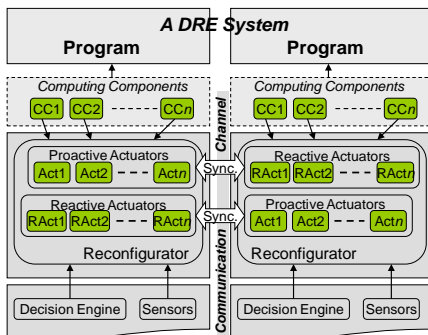 A DRE System
Program
Program
Computing Components
Computing Components
CC1 CC2 CCn
CC1 CC2 CCn
Communication Channel
Proactive Actuators
Act1 Act2 Actn
Sync.
Reactive Actuators
RAct1 RAct2 RActn
Reactive Actuators
RAct1 RAct2 RActn
Sync.
Proactive Actuators
Act1 Act2 Actn
Reconfigurator
Reconfigurator
Decision Engine
Sensors
Decision Engine
Sensors